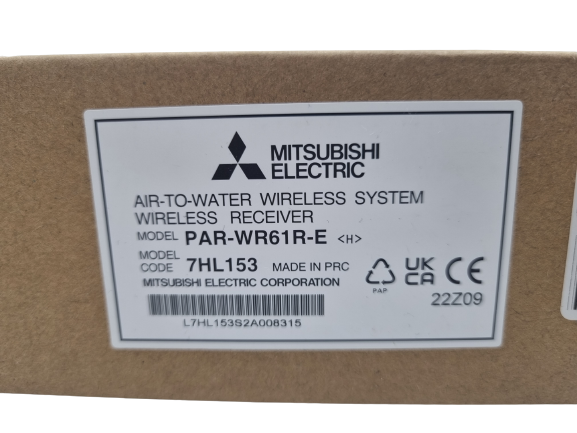 MITSUBISHI
ELECTRIC
AIR-TO-WATER WIRELESS SYSTEM
WIRELESS RECEIVER
MODEL PAR-WR61R-E <H>
MODEL
CODE 7HL153 MADE IN PRC
MITSUBISHI ELECTRIC CORPORATION
PAP
UK
CA
CE
22Z09
L7HL153S2A008315